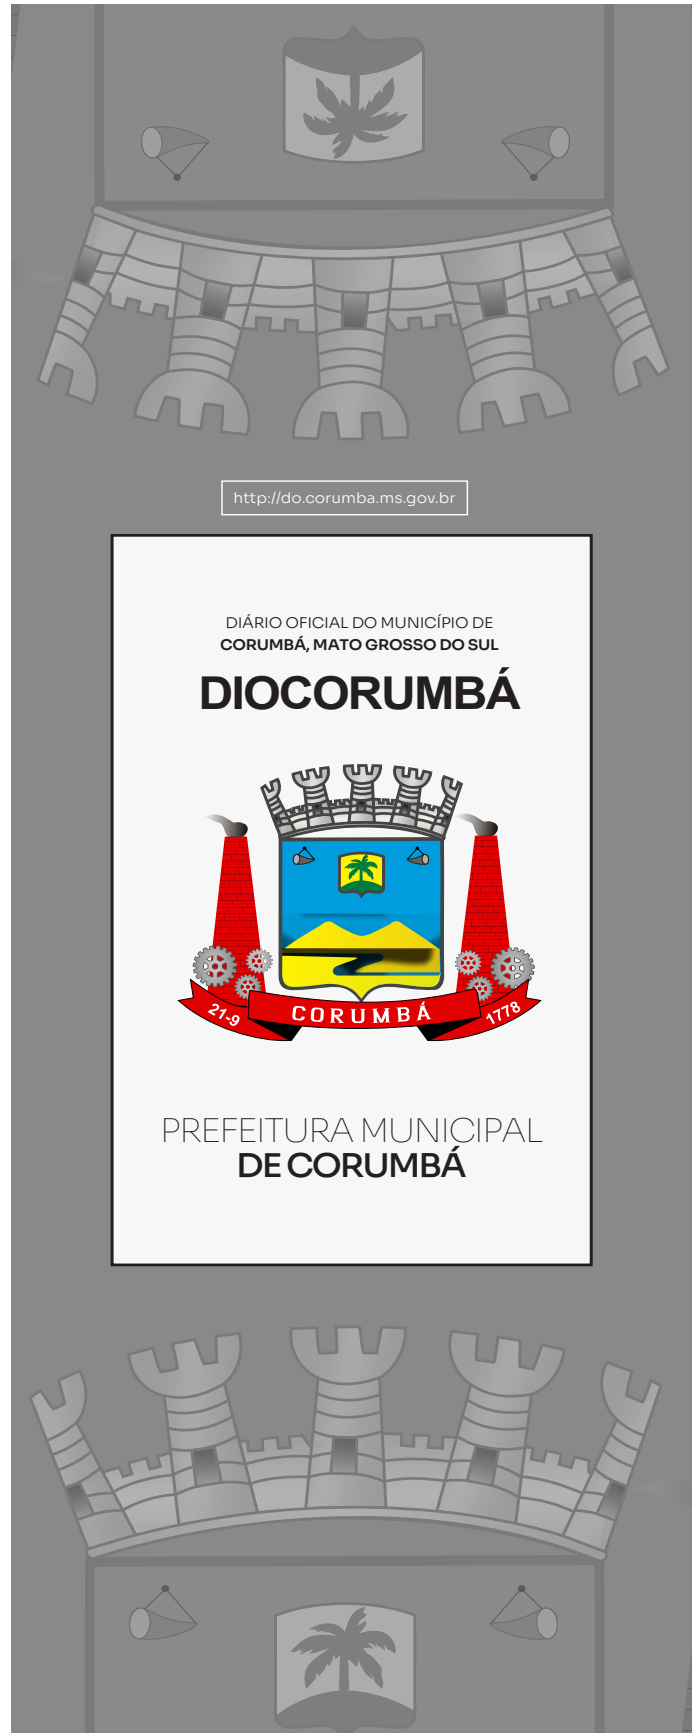 http://do.corumba.ms.gov.br
DIÁRIO OFICIAL DO MUNICÍPIO DE
CORUMBÁ, MATO GROSSO DO SUL
DIOCORUMBÁ
21-9
CORUMBÁ
1778
PREFEITURA MUNICIPAL
DE CORUMBÁ